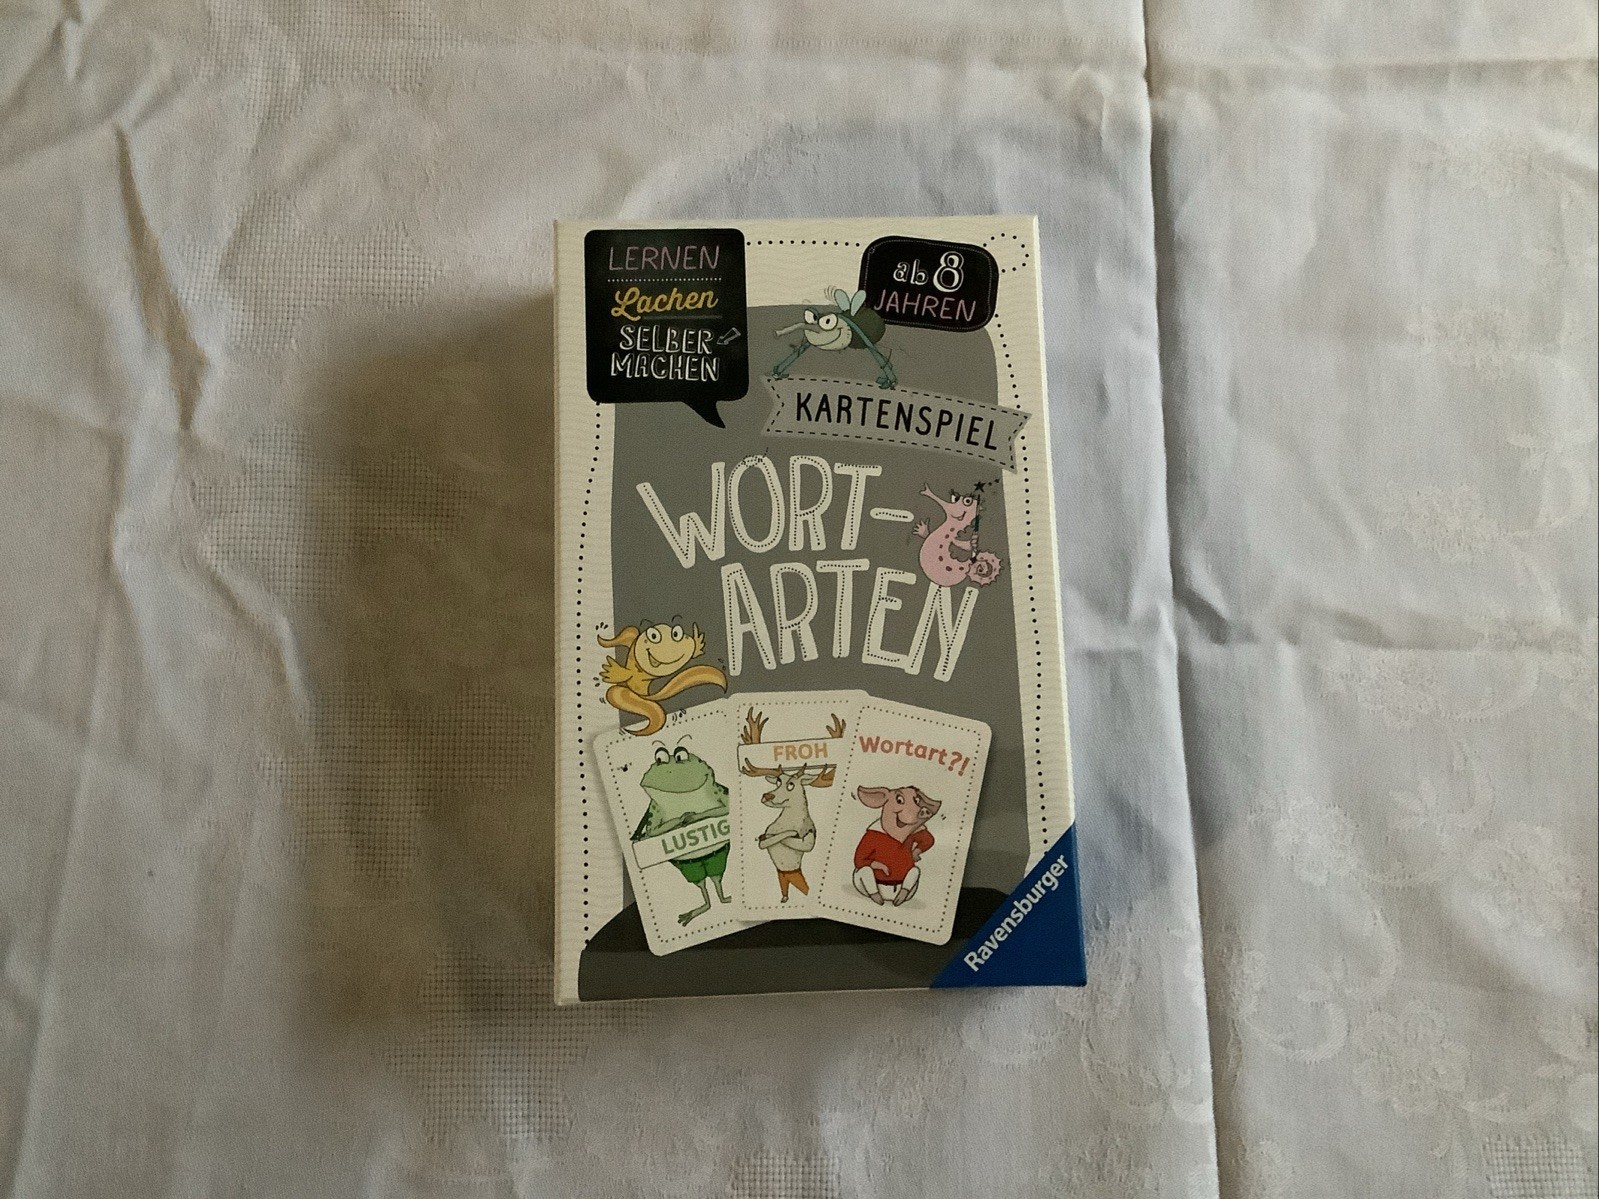 LERNEN
Lachen
SELBER
MACHEN
ab 8
JAHREN
KARTENSPIEL
WORT-
ARTEN
LUSTIG
FROH
Wortart?!
Ravensburger